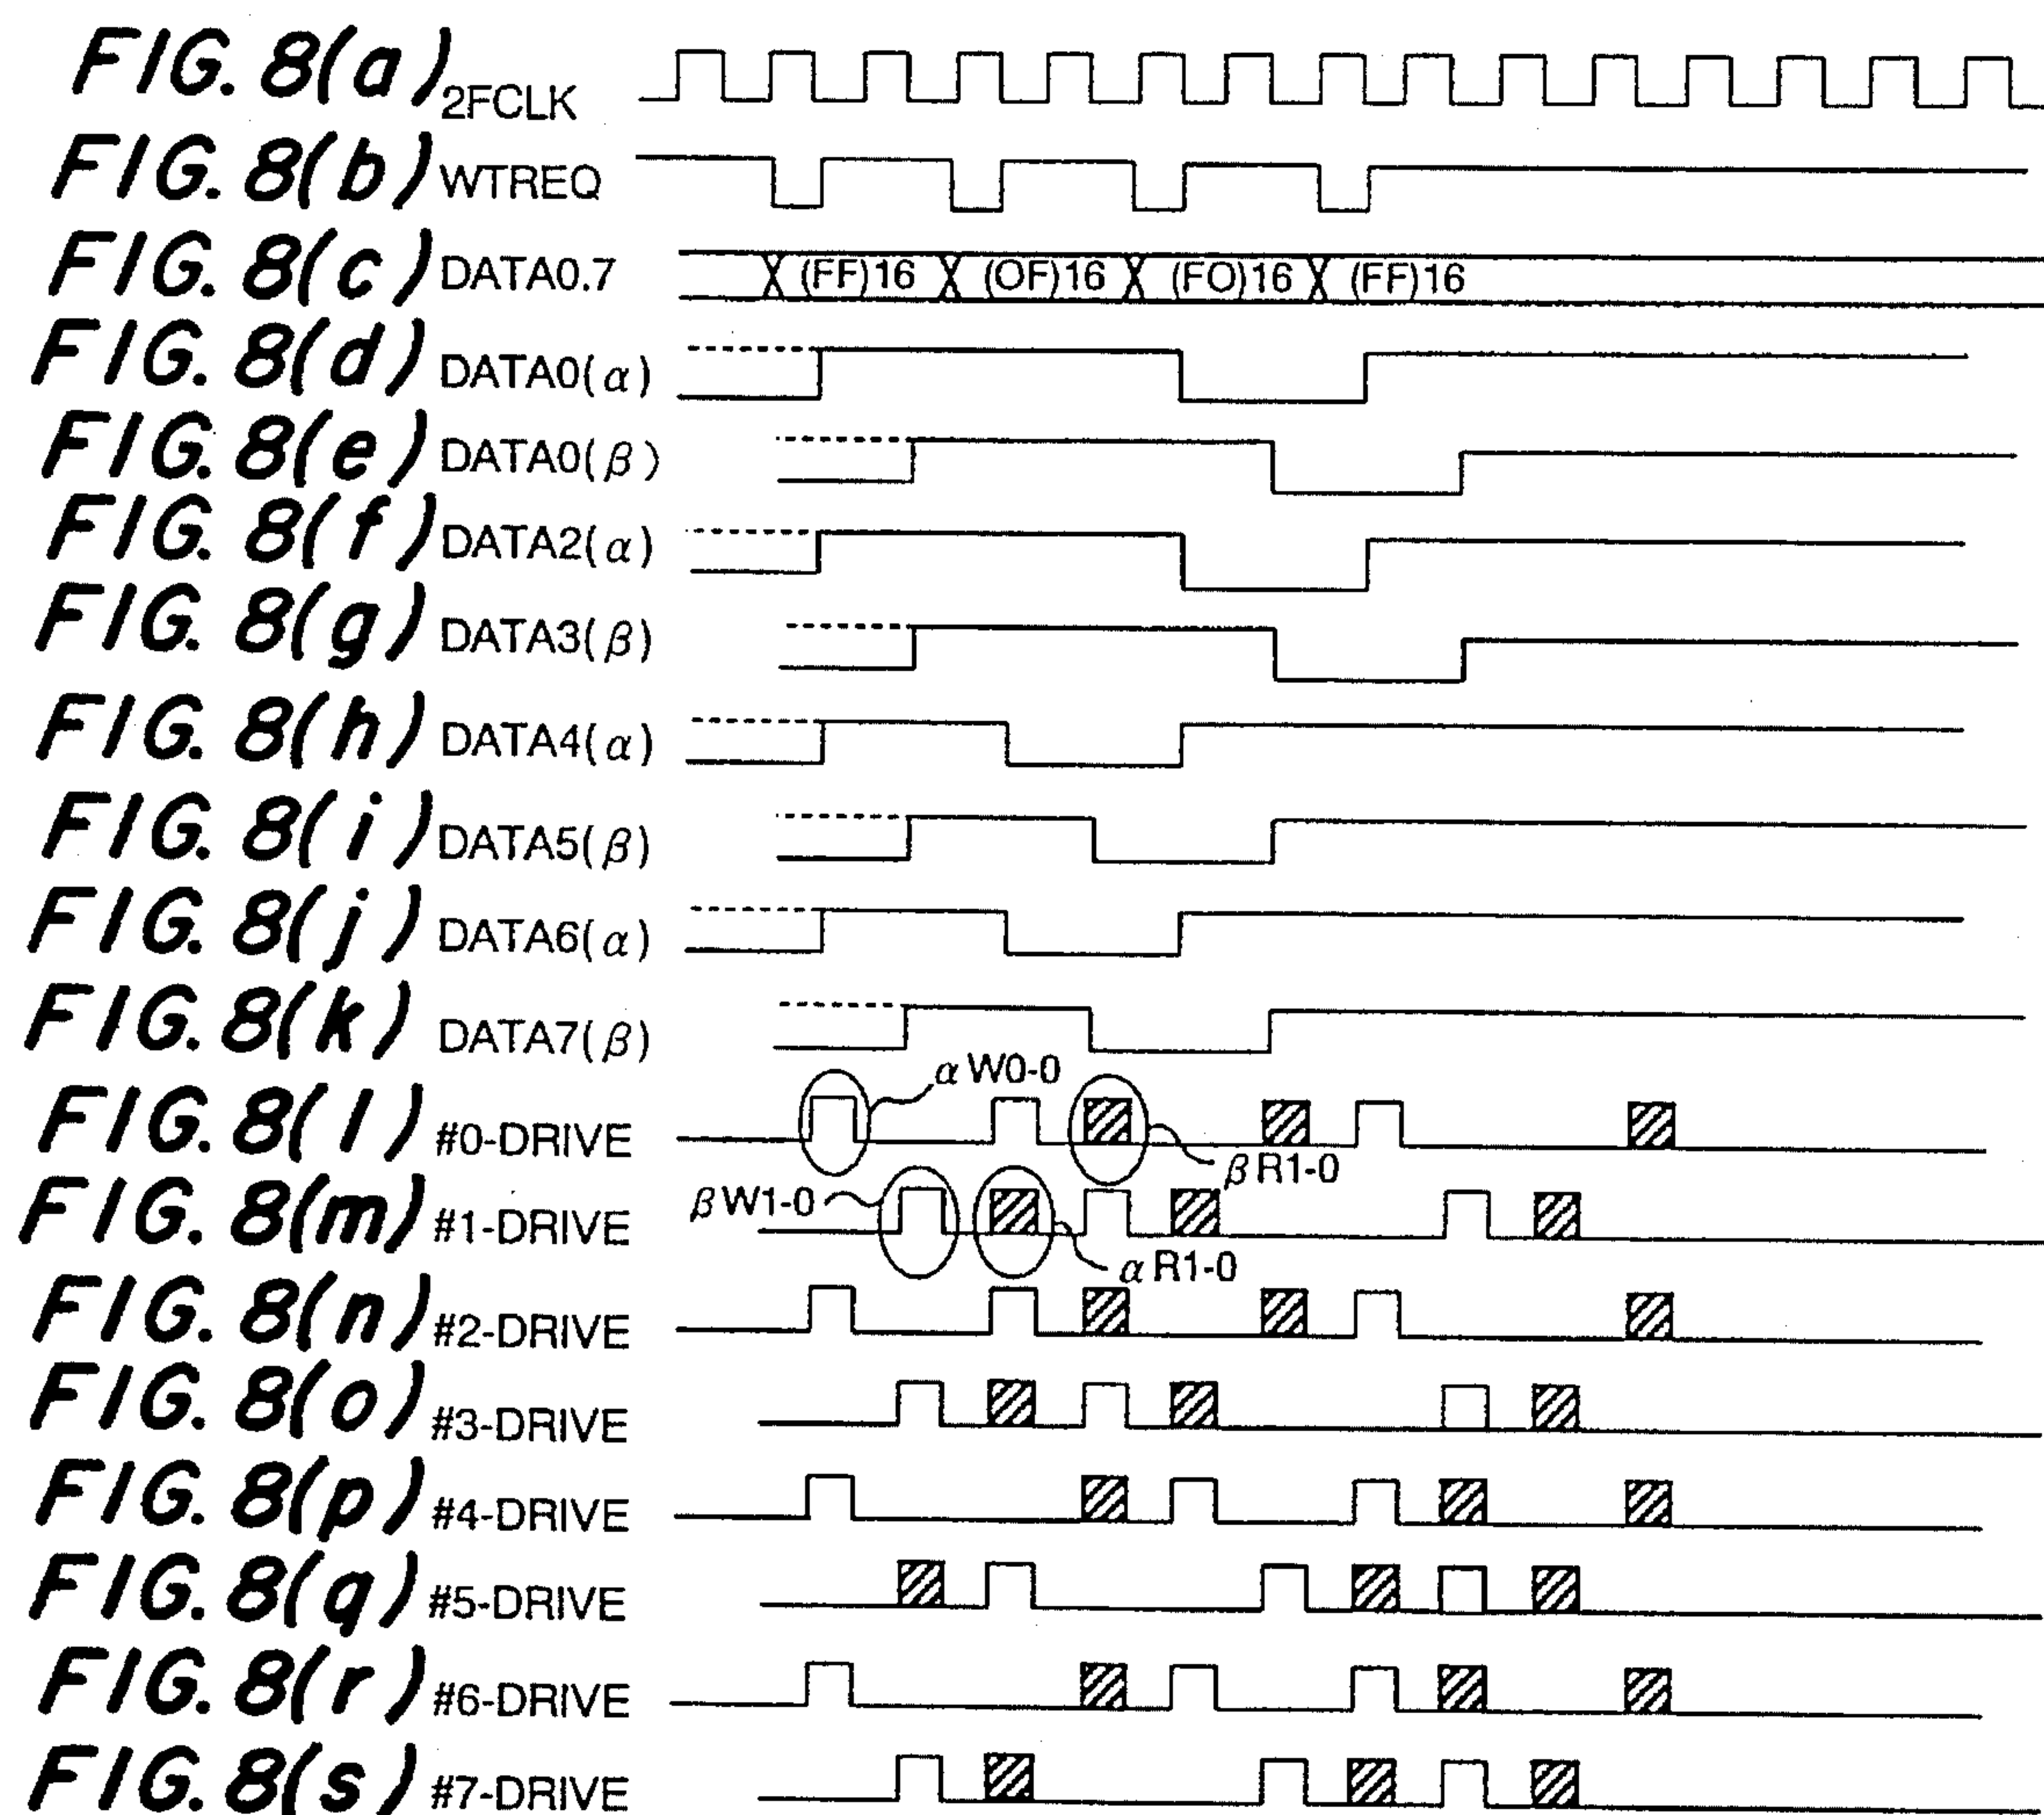 FIG. 8(a) 2FCLK
FIG. 8(b) WTREQ
FIG. 8(c) DATA0.7 (FF)16 (OF)16 (FO)16 (FF)16
FIG. 8(d) DATA0(α)
FIG. 8(e) DATA0(β)
FIG. 8(f) DATA2(α)
FIG. 8(g) DATA3(β)
FIG. 8(h) DATA4(α)
FIG. 8(i) DATA5(β)
FIG. 8(j) DATA6(α)
FIG. 8(k) DATA7(β)
αW0-0
FIG. 8(l) #0-DRIVE
βR1-0
FIG. 8(m) #1-DRIVE
βW1-0
αR1-0
FIG. 8(n) #2-DRIVE
FIG. 8(o) #3-DRIVE
FIG. 8(p) #4-DRIVE
FIG. 8(q) #5-DRIVE
FIG. 8(r) #6-DRIVE
FIG. 8(s) #7-DRIVE